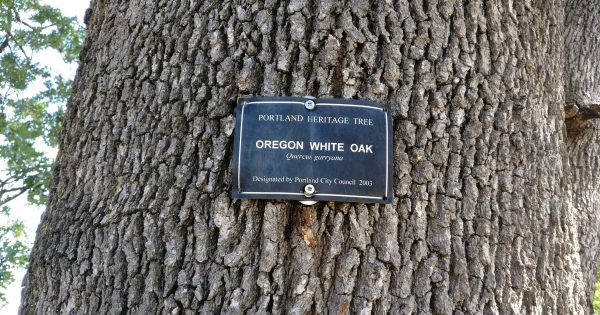 PORTLAND HERITAGE TREE
OREGON WHITE OAK
Quercus garryana
Designated by Portland City Council 2003